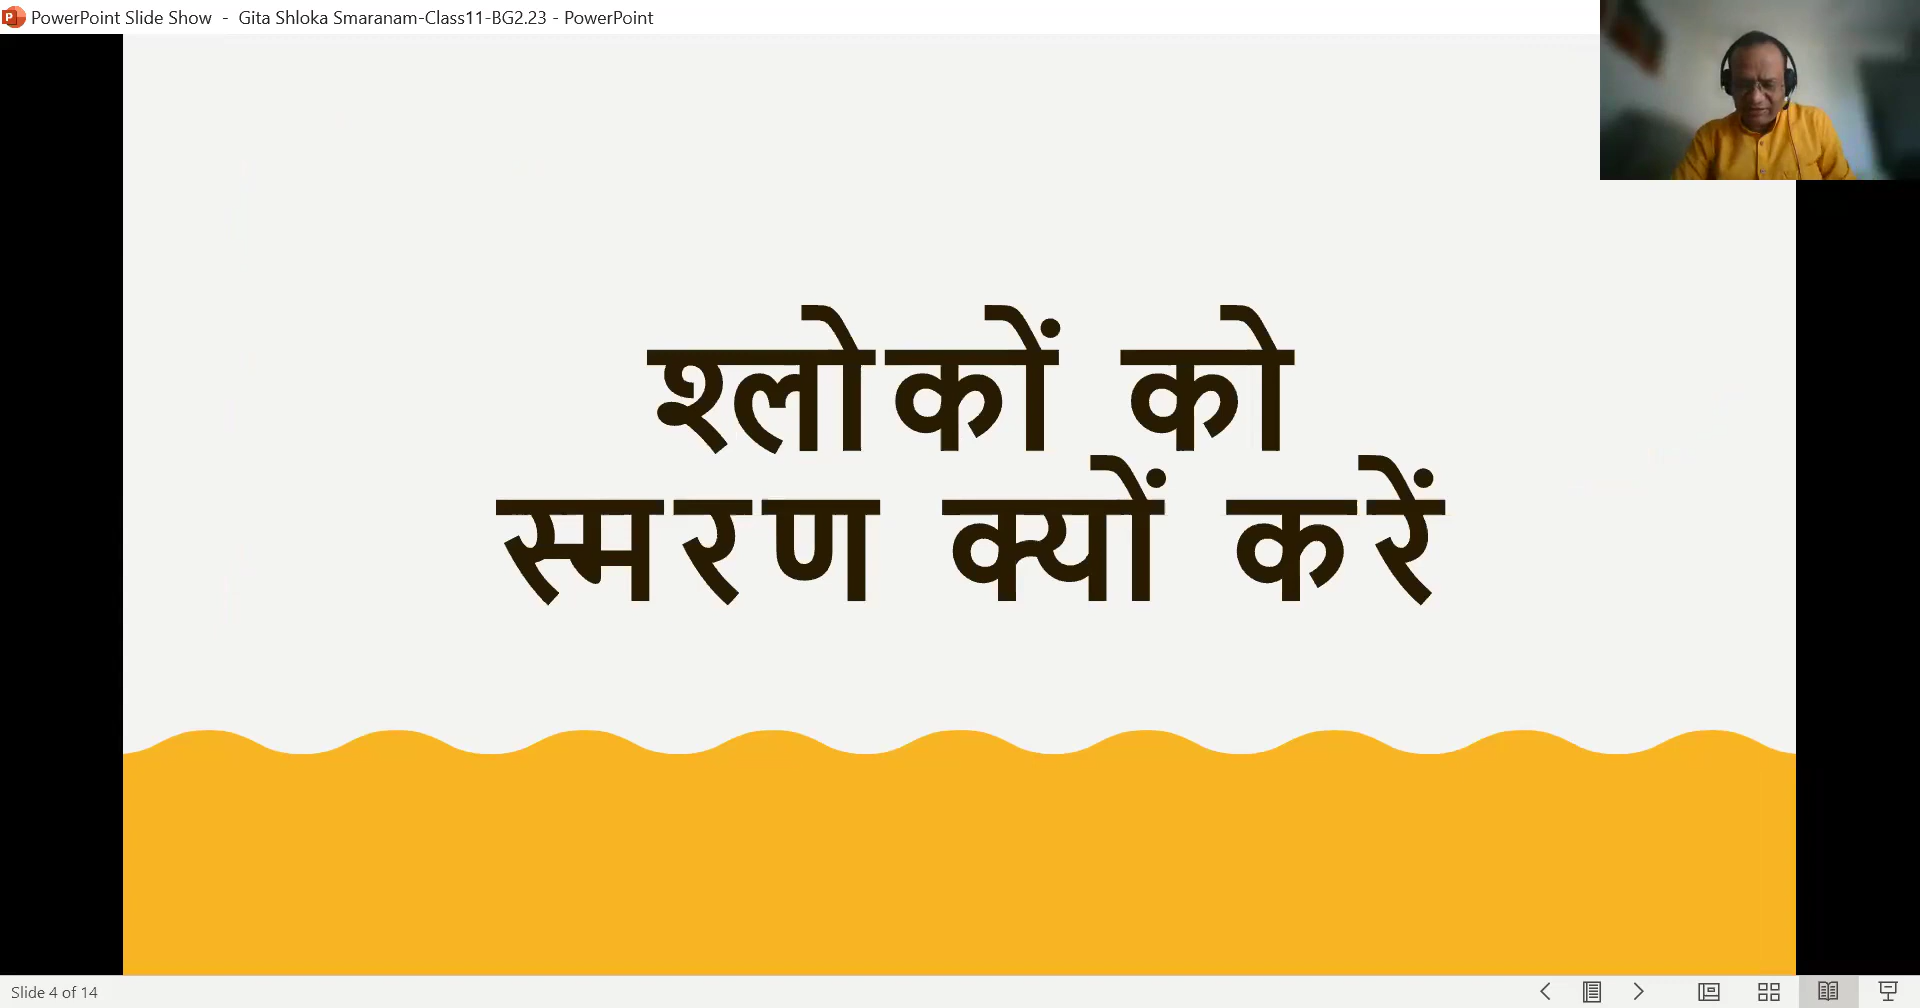 PowerPoint Slide Show - Gita Shloka Smaranam-Class11-BG2.23 - PowerPoint
श्लोकों को
स्मरण क्यों करें
Slide 4 of 14